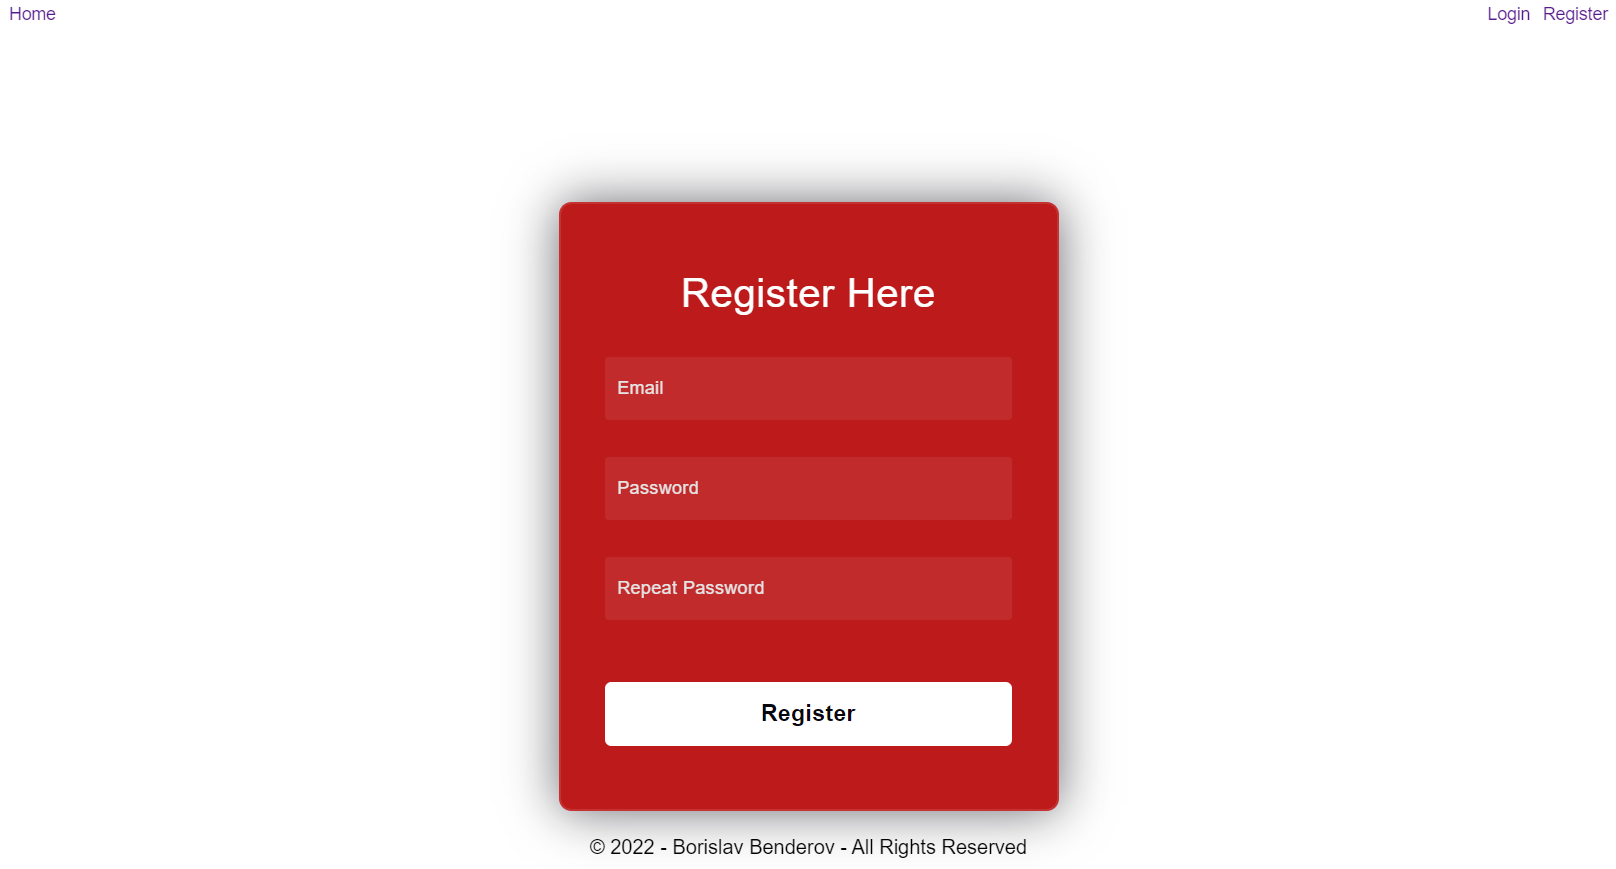 Home Login Register
Register Here
Email
Password
Repeat Password
Register
© 2022 - Borislav Benderov - All Rights Reserved